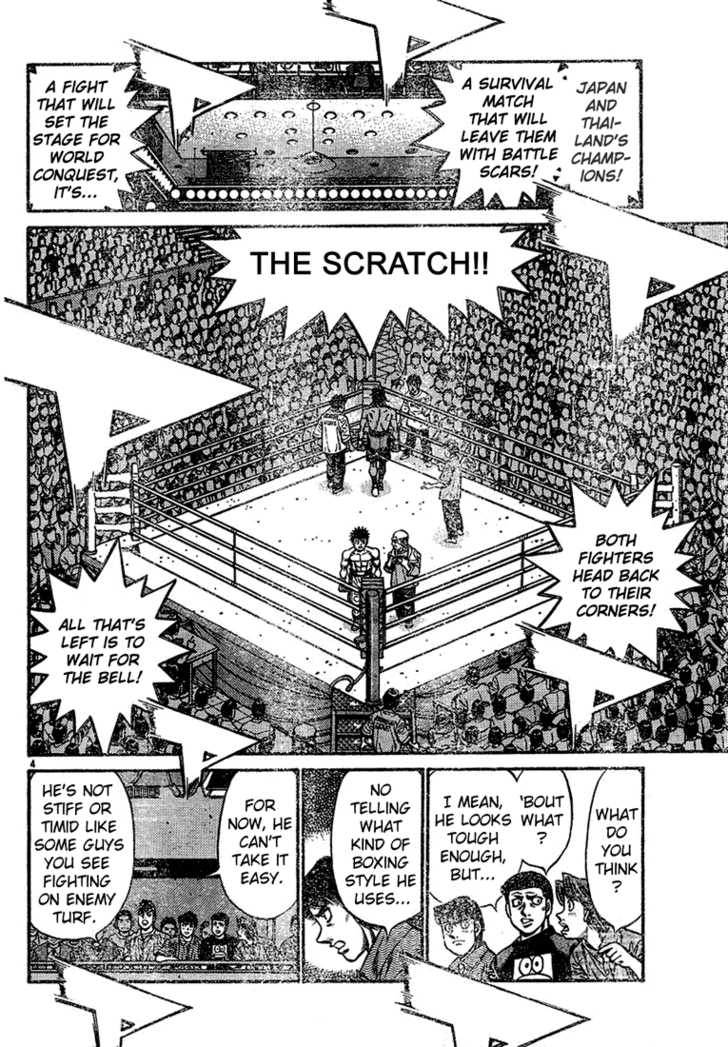 JAPAN
AND
THAI-
LAND'S
CHAMP-
IONS!
A SURVIVAL
MATCH
THAT WILL
LEAVE THEM
WITH BATTLE
SCARS!
A FIGHT
THAT WILL
SET THE
STAGE FOR
WORLD
CONQUEST,
IT'S...
THE SCRATCH!!
BOTH
FIGHTERS
HEAD BACK
TO THEIR
CORNERS!
ALL THAT'S
LEFT IS TO
WAIT FOR
THE BELL!
4
WHAT
DO
YOU
THINK
?
'BOUT
WHAT
?
I MEAN,
HE LOOKS
TOUGH
ENOUGH,
BUT...
NO
TELLING
WHAT
KIND OF
BOXING
STYLE HE
USES...
FOR
NOW, HE
CAN'T
TAKE IT
EASY.
HE'S NOT
STIFF OR
TIMID LIKE
SOME GUYS
YOU SEE
FIGHTING
ON ENEMY
TURF.